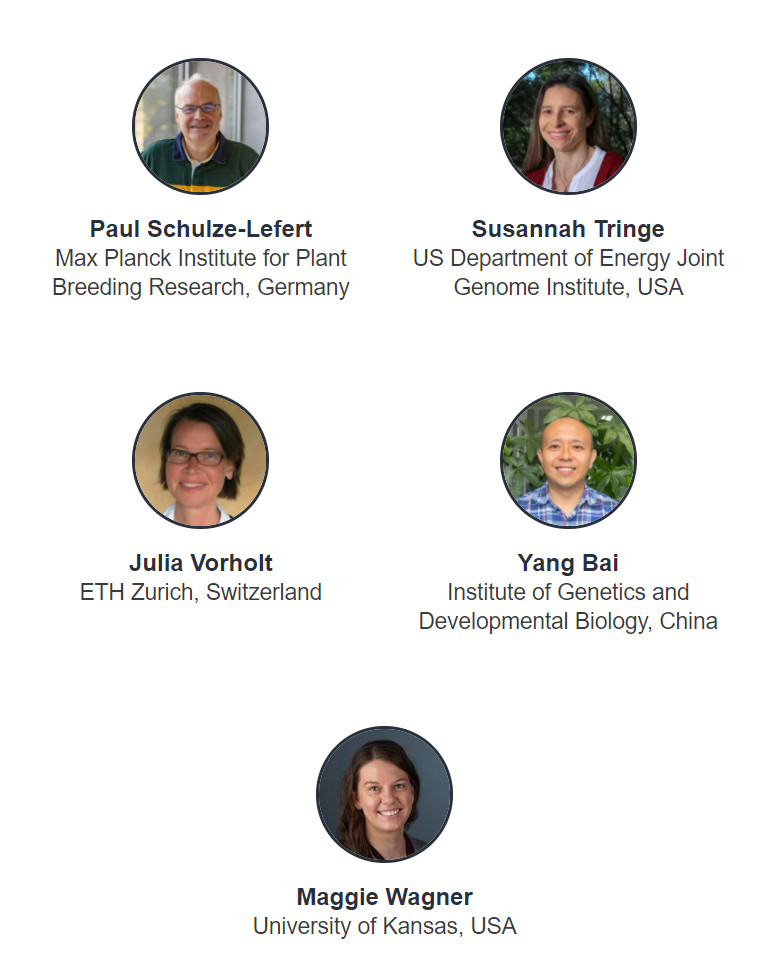 Paul Schulze-Lefert
Max Planck Institute for Plant
Breeding Research, Germany
Susannah Tringe
US Department of Energy Joint
Genome Institute, USA
Julia Vorholt
ETH Zurich, Switzerland
Yang Bai
Institute of Genetics and
Developmental Biology, China
Maggie Wagner
University of Kansas, USA